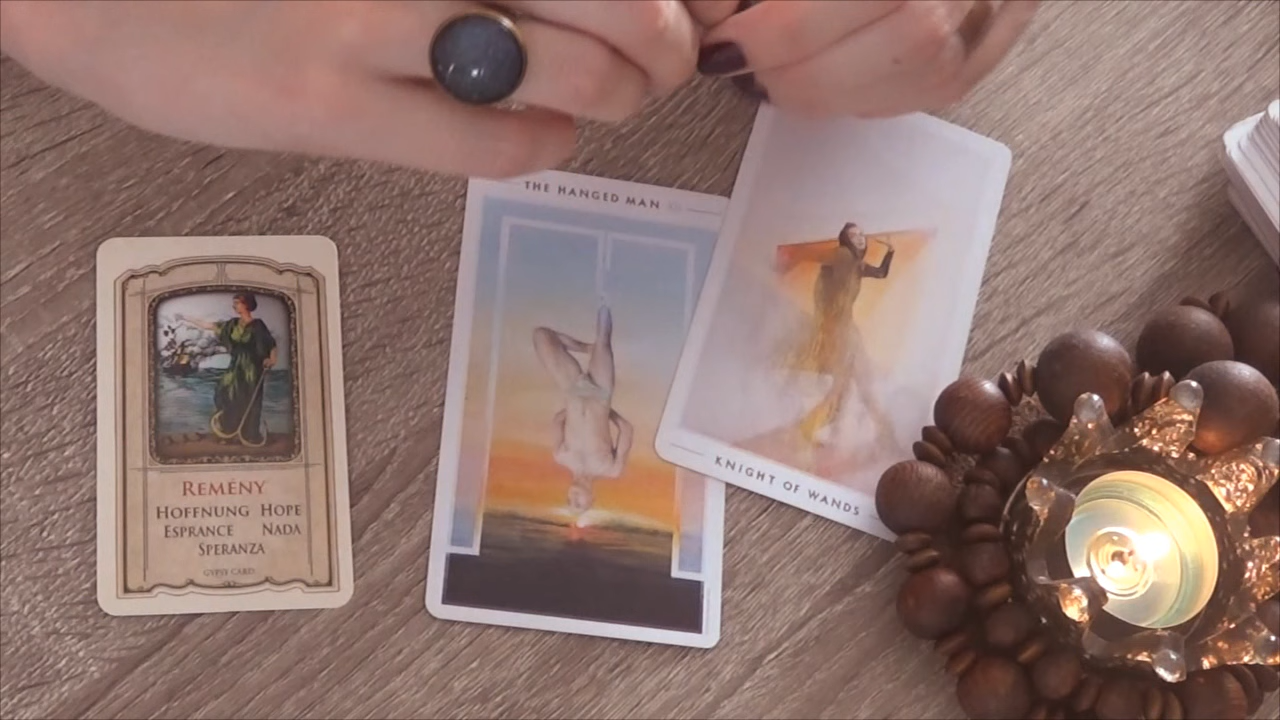 REMÉNY
HOFFNUNG HOPE
ESPRANCE NADA
SPERANZA
GYPSY CARD
THE HANGED MAN
KNIGHT OF WANDS